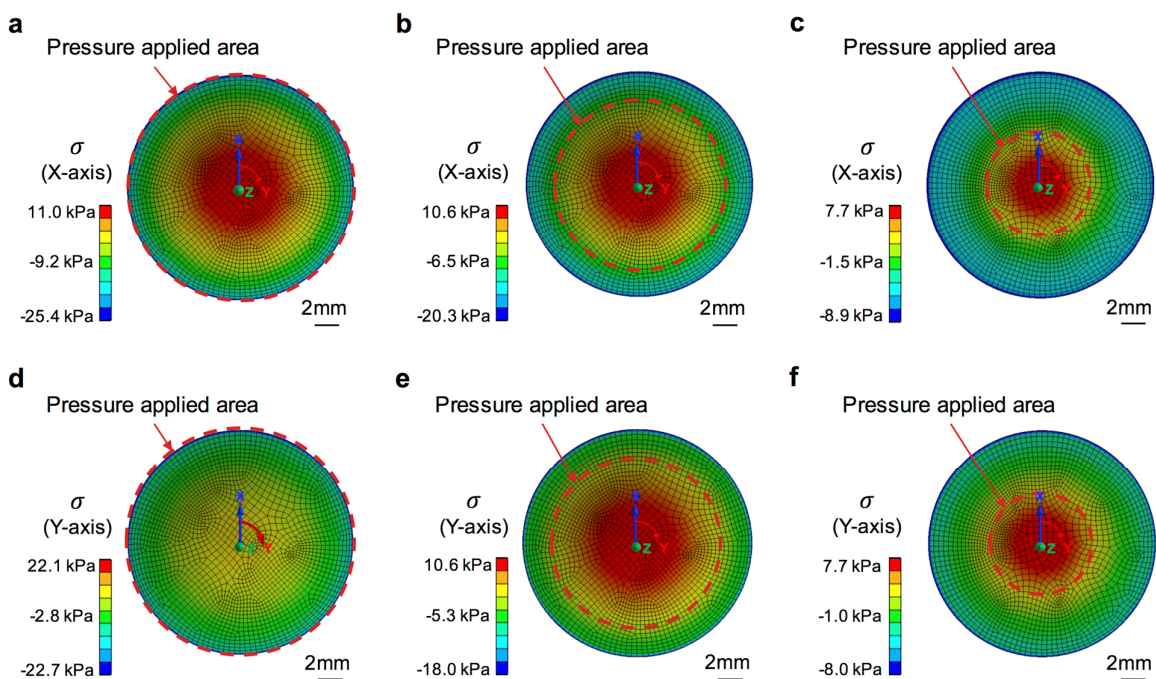 a
Pressure applied area
σ
(X-axis)
11.0 kPa
-9.2 kPa
-25.4 kPa
X
Z
Y
2mm
b
Pressure applied area
σ
(X-axis)
10.6 kPa
-6.5 kPa
-20.3 kPa
X
Z
Y
2mm
c
Pressure applied area
σ
(X-axis)
7.7 kPa
-1.5 kPa
-8.9 kPa
X
Z
Y
2mm
d
Pressure applied area
σ
(Y-axis)
22.1 kPa
-2.8 kPa
-22.7 kPa
X
Z
Y
2mm
e
Pressure applied area
σ
(Y-axis)
10.6 kPa
-5.3 kPa
-18.0 kPa
X
Z
Y
2mm
f
Pressure applied area
σ
(Y-axis)
7.7 kPa
-1.0 kPa
-8.0 kPa
X
Z
Y
2mm